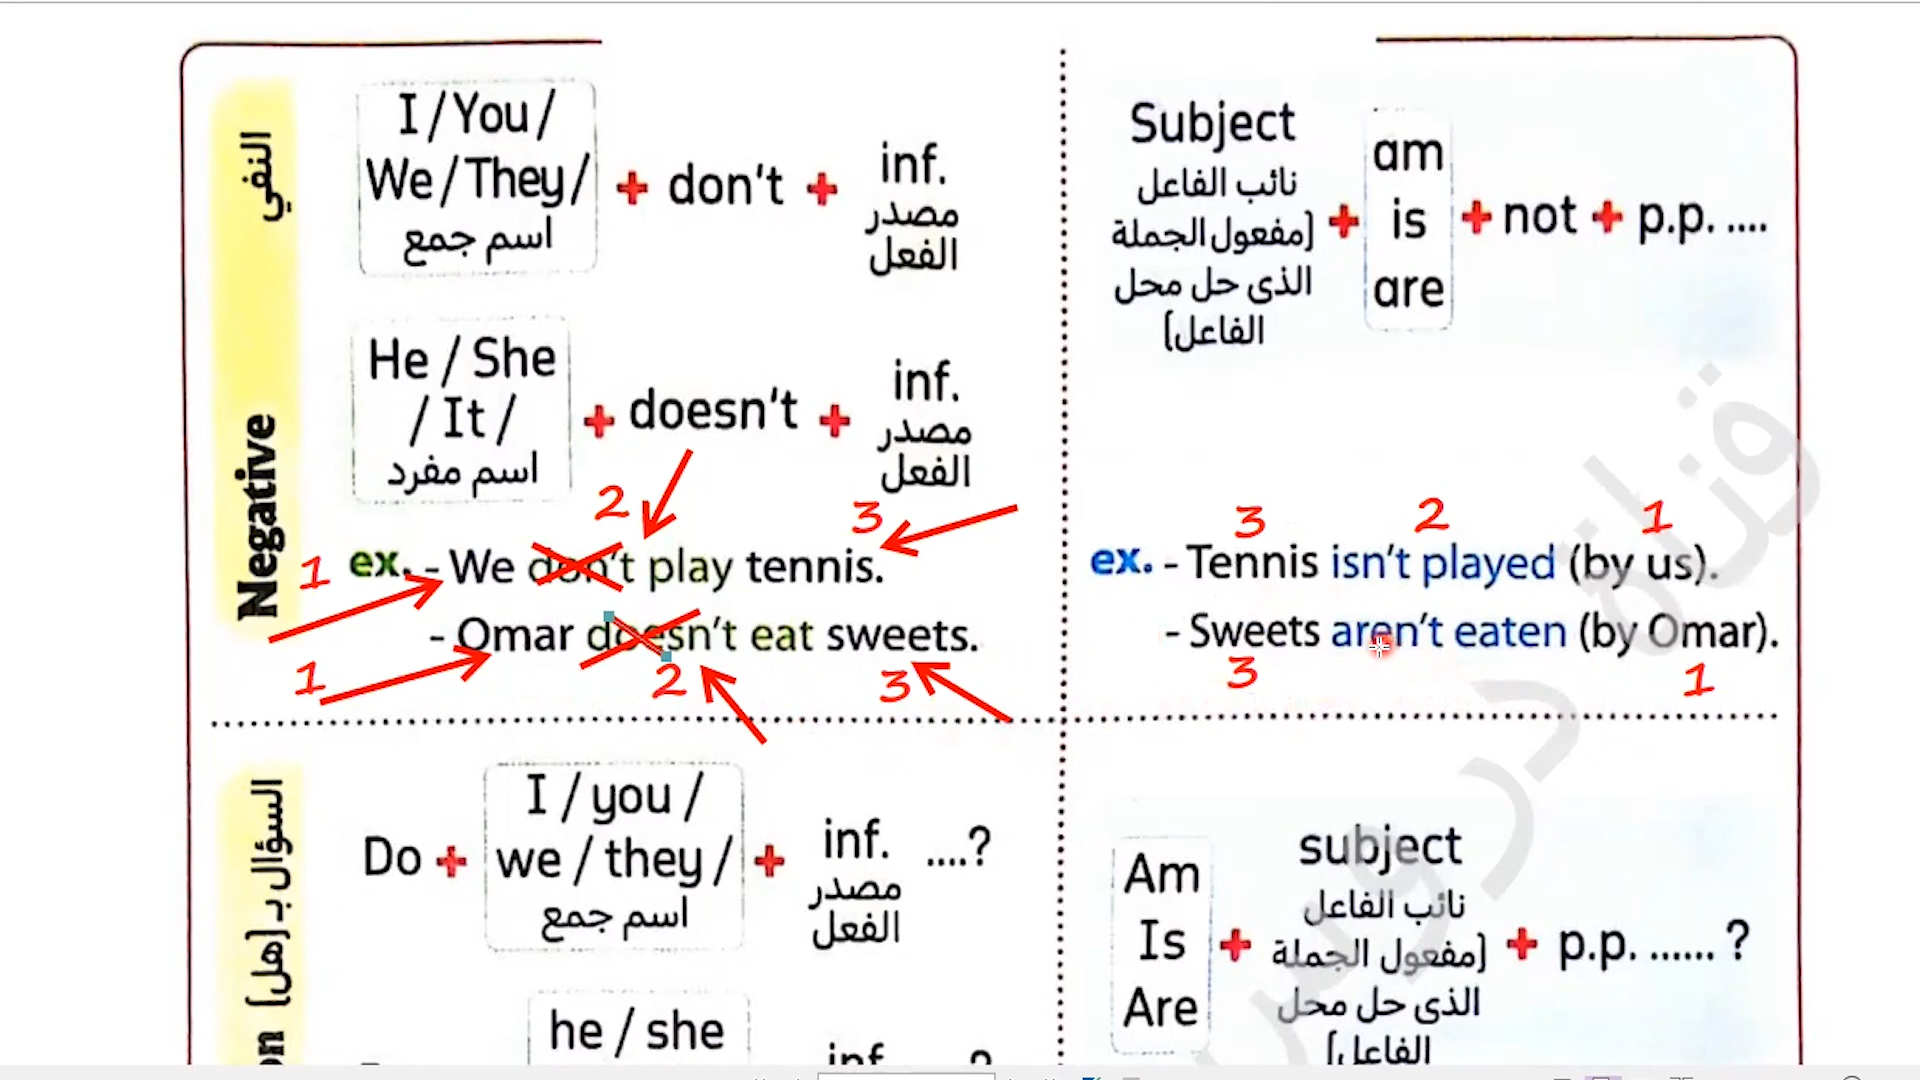 النفي
Negative
I / You /
We / They /
اسم جمع
+ don't +
inf.
مصدر
الفعل
He / She
/ It /
اسم مفرد
+ doesn't +
inf.
مصدر
الفعل
2
3
1
ex. - We don't play tennis.
- Omar doesn't eat sweets.
1
2
3
Subject
نائب الفاعل
(مفعول الجملة
الذى حل محل
الفاعل)
+
am
is
are
+ not + p.p. ....
3
2
1
ex. - Tennis isn't played (by us).
- Sweets aren't eaten (by Omar).
3
1
السؤال بـ (هل)
Do +
I / you /
we / they /
اسم جمع
+
inf. ....?
مصدر
الفعل
he / she
inf. ?
Am
Is
Are
+
subject
نائب الفاعل
(مفعول الجملة
الذى حل محل
الفاعل)
+ p.p. ...... ?
قناة دروس